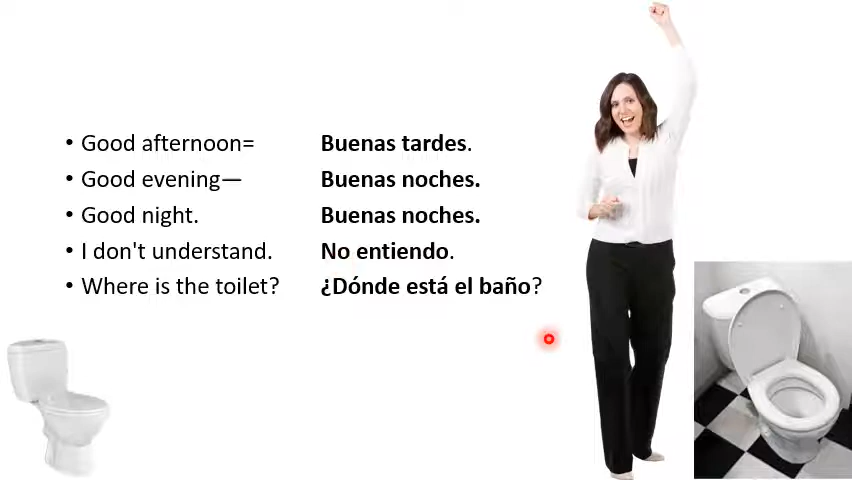 • Good afternoon= Buenas tardes.
• Good evening— Buenas noches.
• Good night. Buenas noches.
• I don't understand. No entiendo.
• Where is the toilet? ¿Dónde está el baño?